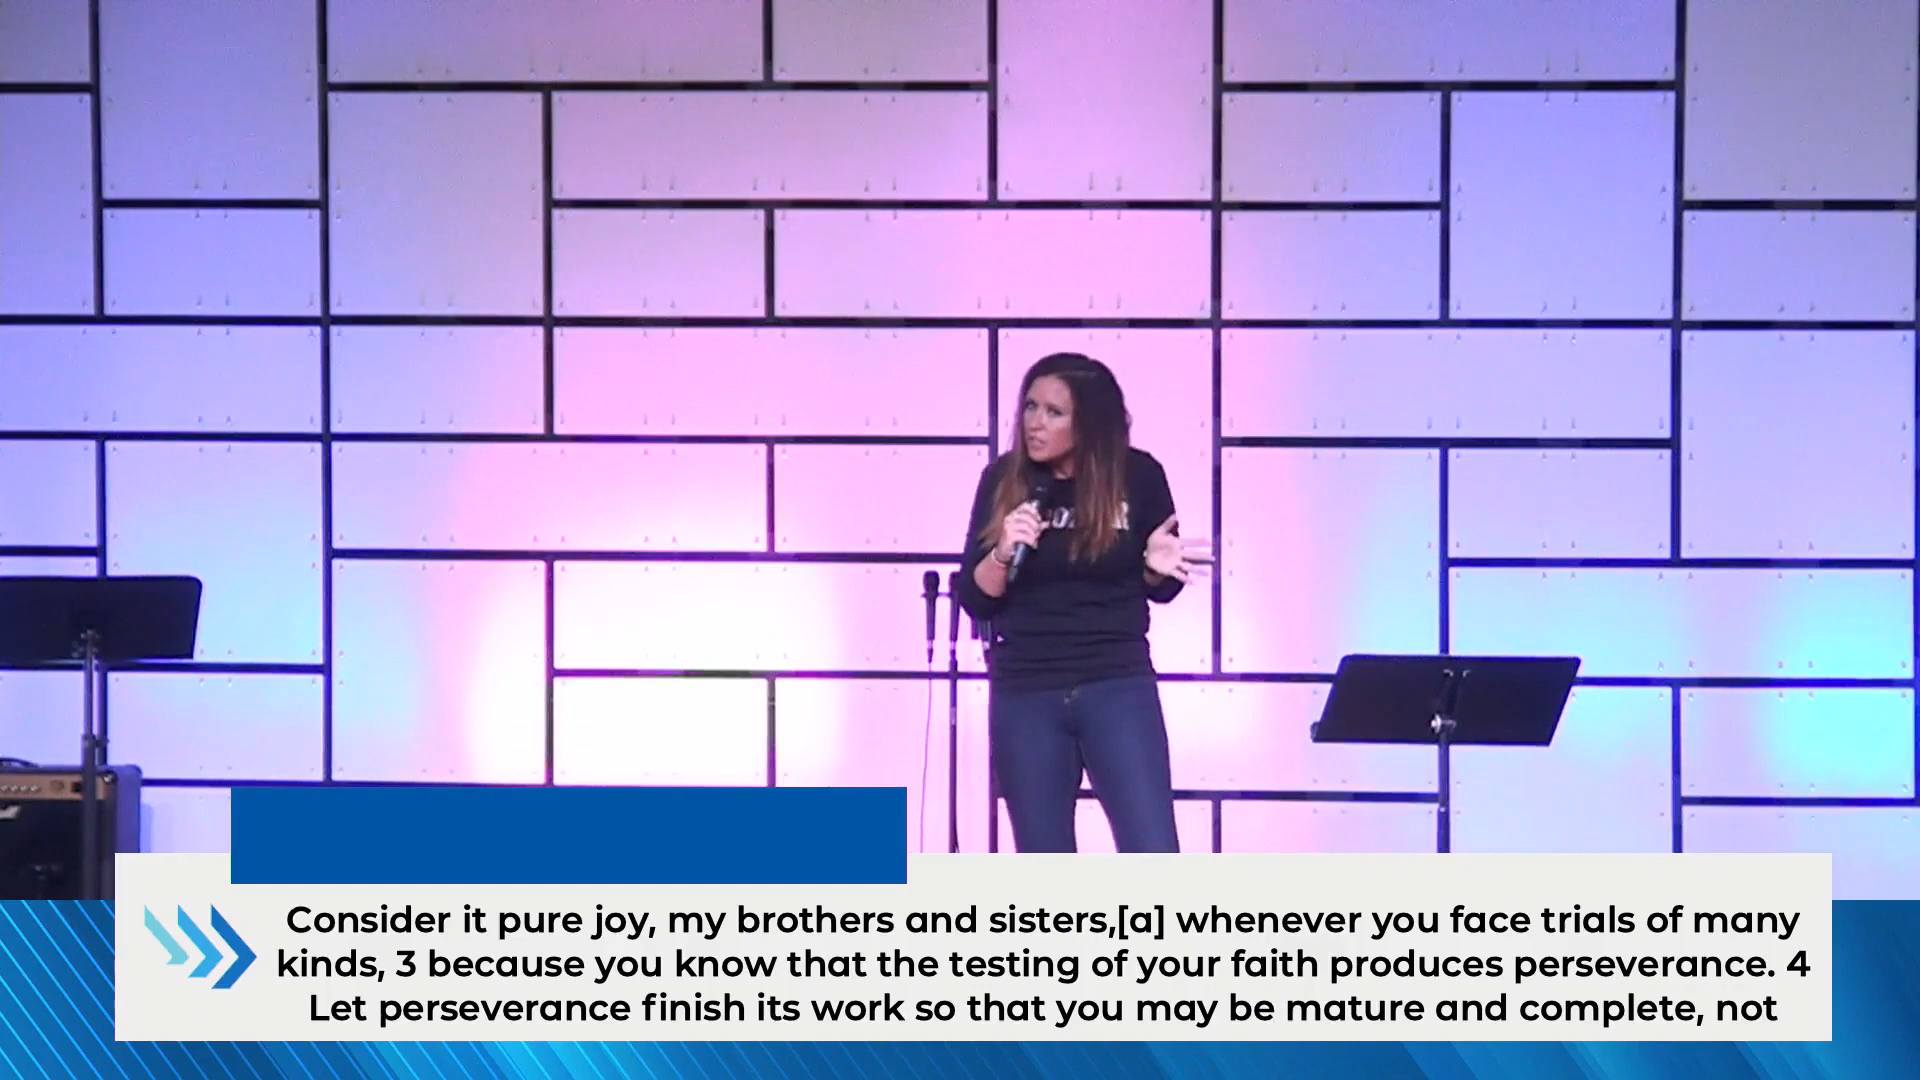 Consider it pure joy, my brothers and sisters,[a] whenever you face trials of many
kinds, 3 because you know that the testing of your faith produces perseverance. 4
Let perseverance finish its work so that you may be mature and complete, not